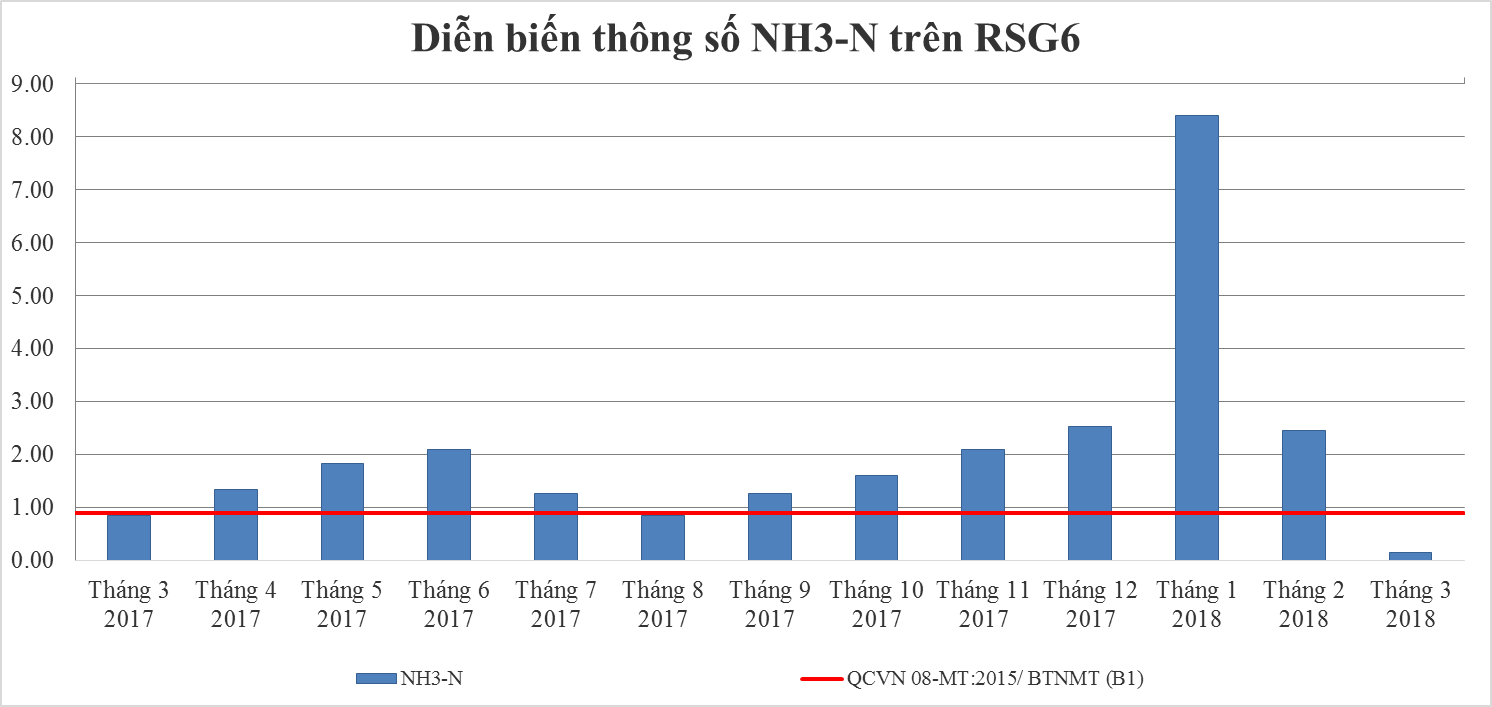 Diễn biến thông số NH3-N trên RSG6
9.00
8.00
7.00
6.00
5.00
4.00
3.00
2.00
1.00
0.00
Tháng 3 Tháng 4 Tháng 5 Tháng 6 Tháng 7 Tháng 8 Tháng 9 Tháng 10 Tháng 11 Tháng 12 Tháng 1 Tháng 2 Tháng 3
2017 2017 2017 2017 2017 2017 2017 2017 2017 2017 2018 2018 2018
NH3-N QCVN 08-MT:2015/ BTNMT (B1)